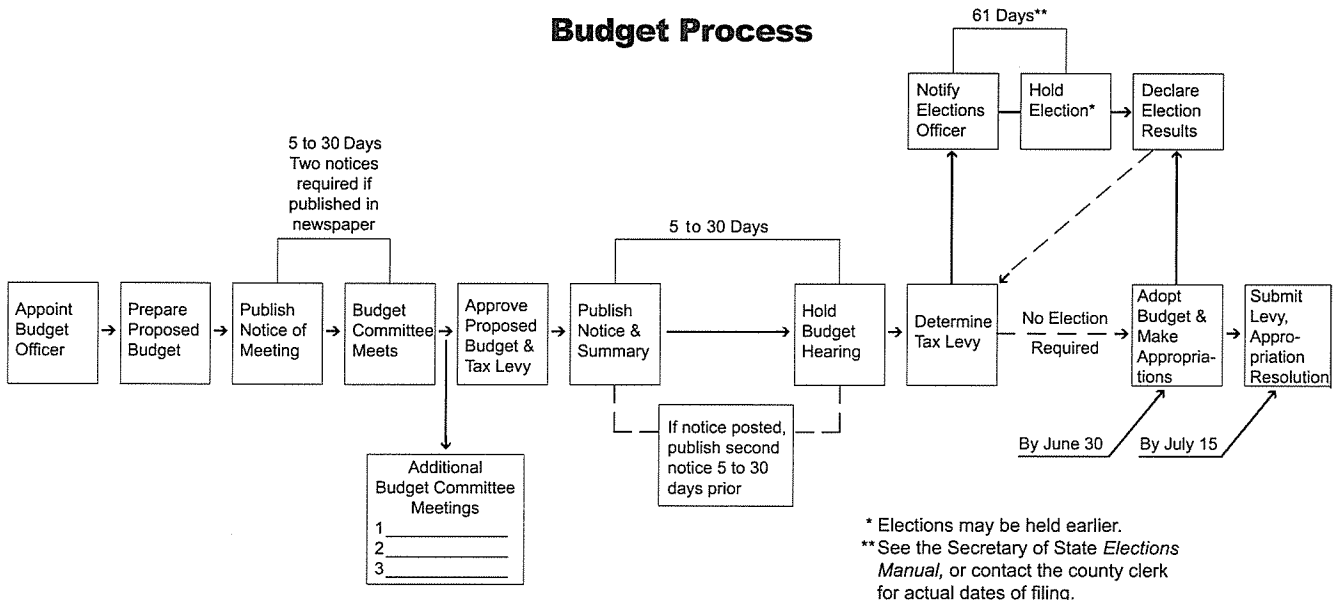 Budget Process
61 Days**
Notify
Elections
Officer
Hold
Election*
Declare
Election
Results
5 to 30 Days
Two notices
required if
published in
newspaper
5 to 30 Days
Appoint
Budget
Officer
Prepare
Proposed
Budget
Publish
Notice of
Meeting
Budget
Committee
Meets
Approve
Proposed
Budget &
Tax Levy
Publish
Notice &
Summary
Hold
Budget
Hearing
Determine
Tax Levy
No Election
Required
Adopt
Budget &
Make
Appropria-
tions
Submit
Levy,
Appro-
priation
Resolution
If notice posted,
publish second
notice 5 to 30
days prior
By June 30
By July 15
Additional
Budget Committee
Meetings
1
2
3
* Elections may be held earlier.
** See the Secretary of State Elections
Manual, or contact the county clerk
for actual dates of filing.